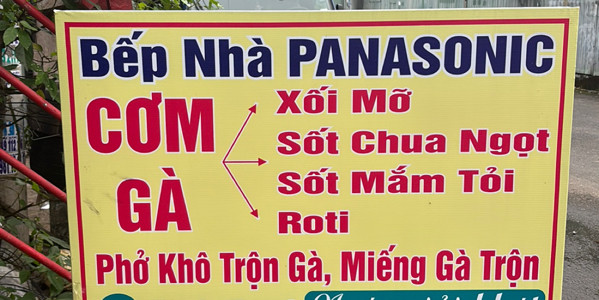 Bếp Nhà PANASONIC
CƠM GÀ
Xối Mỡ
Sốt Chua Ngọt
Sốt Mắm Tỏi
Roti
Phở Khô Trộn Gà, Miếng Gà Trộn